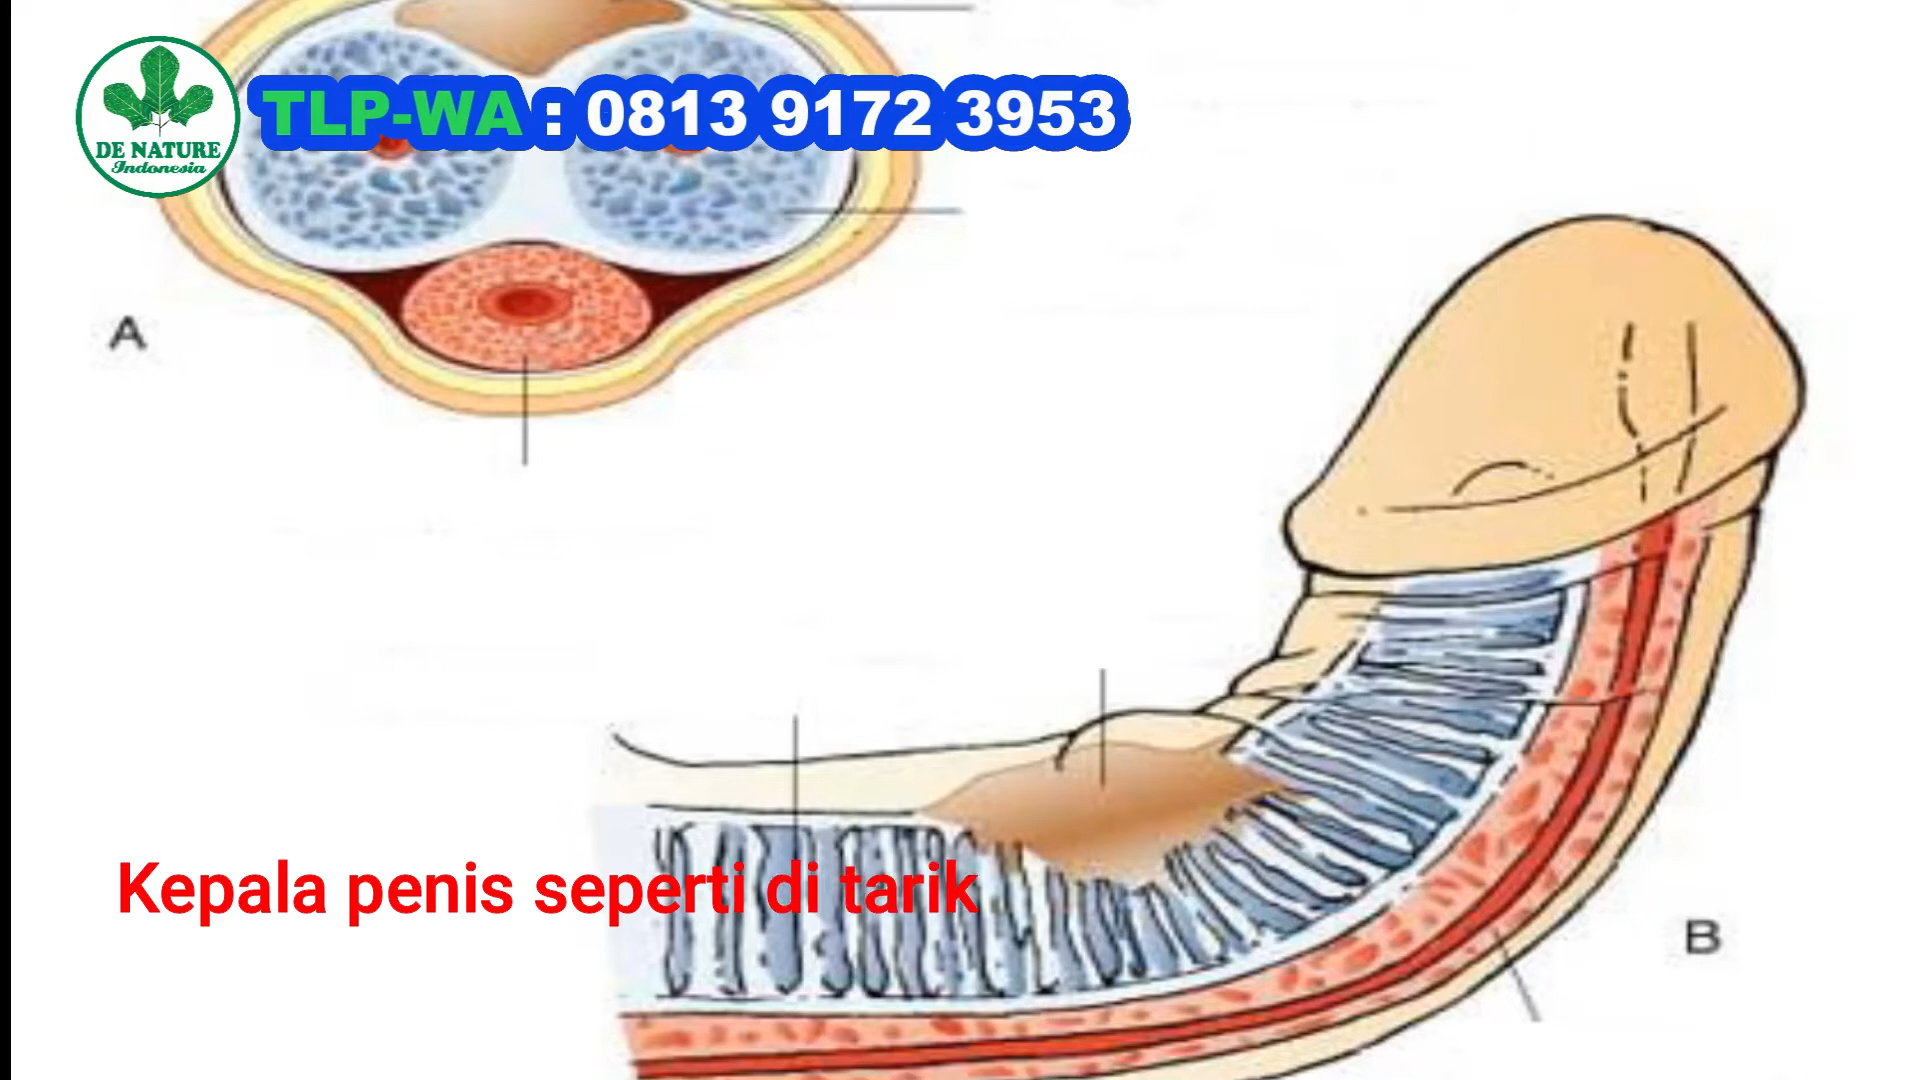 DE NATURE
Indonesia
TLP-WA : 0813 9172 3953
A
Kepala penis seperti di tarik
B